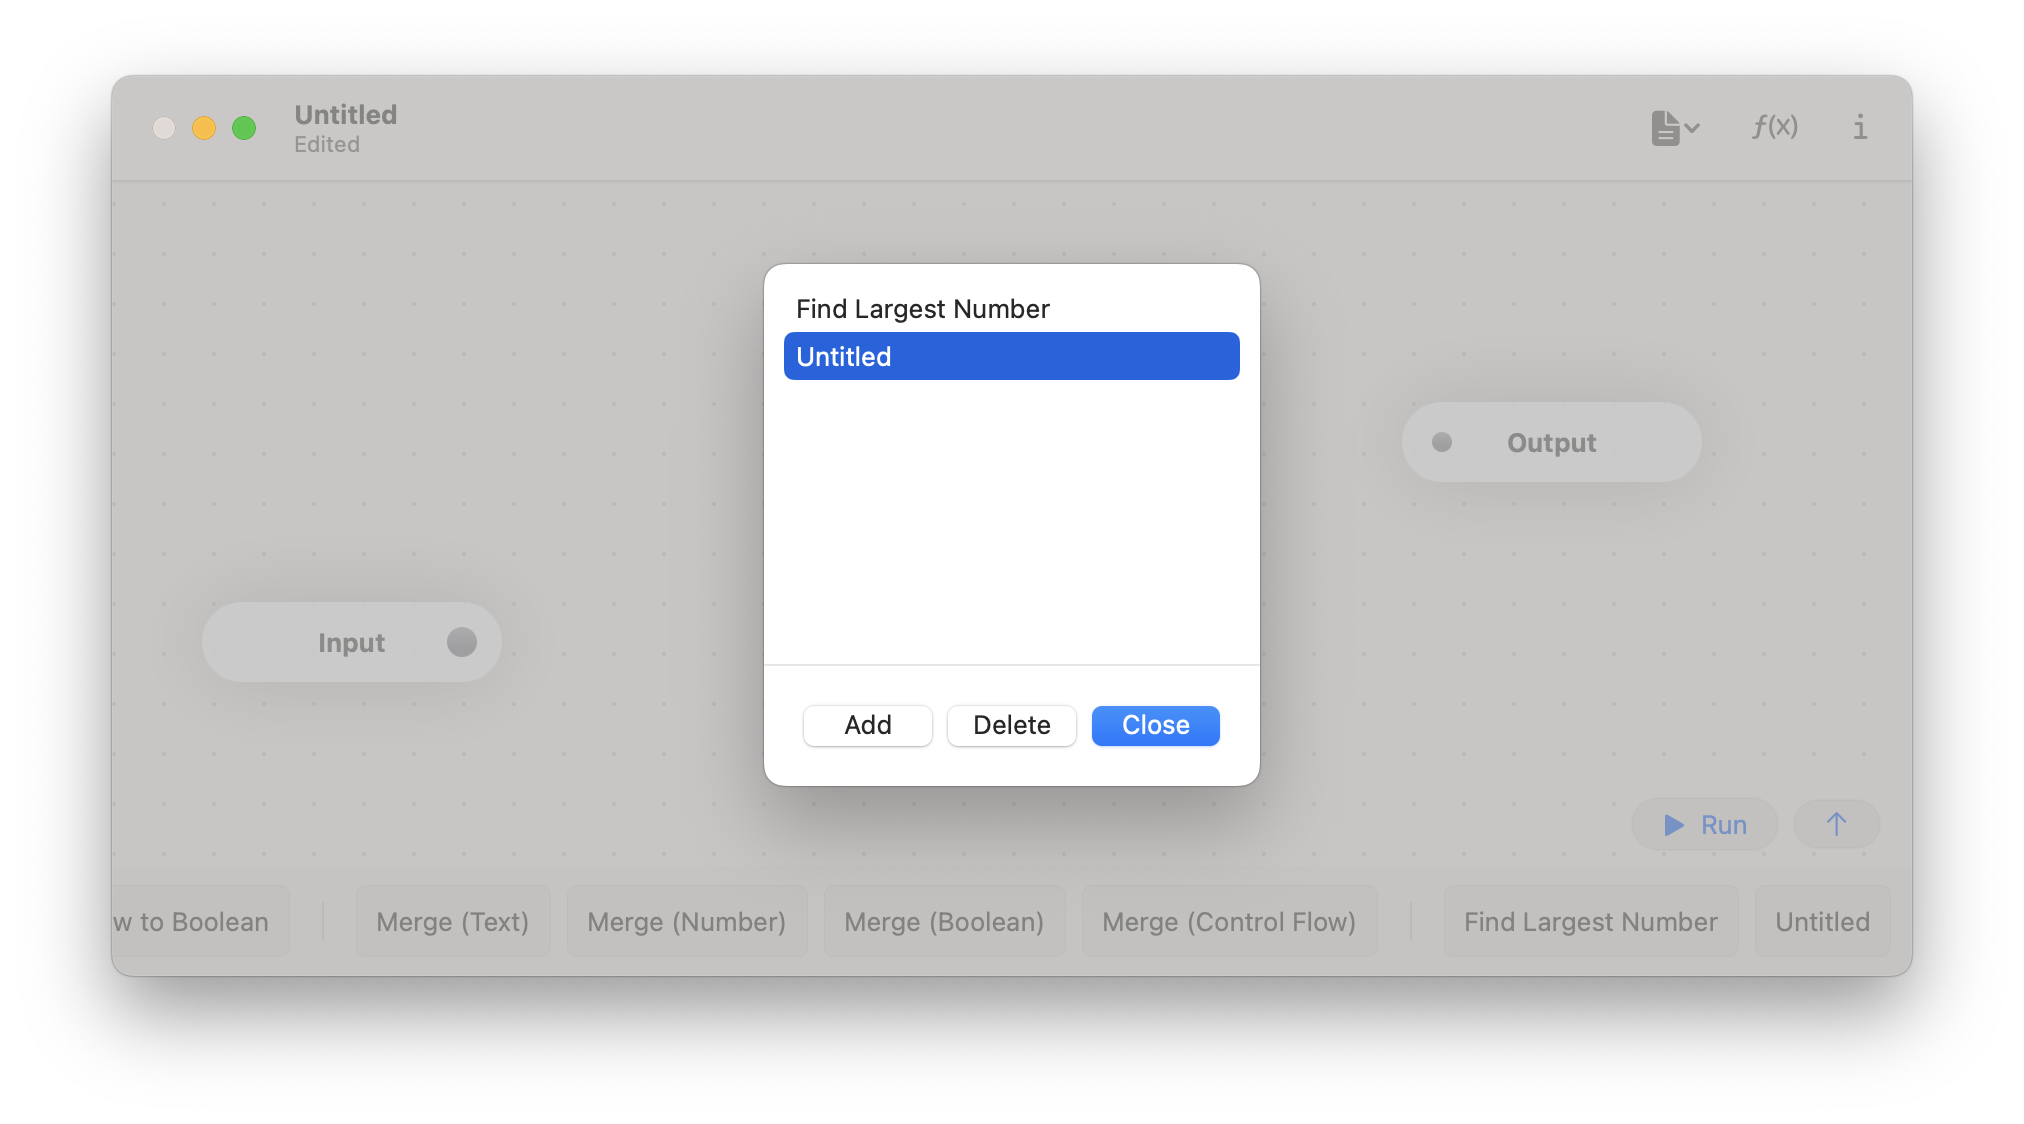 Untitled
Edited
f(x)
i
Find Largest Number
Untitled
Output
Input
Add
Delete
Close
Run
w to Boolean
Merge (Text)
Merge (Number)
Merge (Boolean)
Merge (Control Flow)
Find Largest Number
Untitled